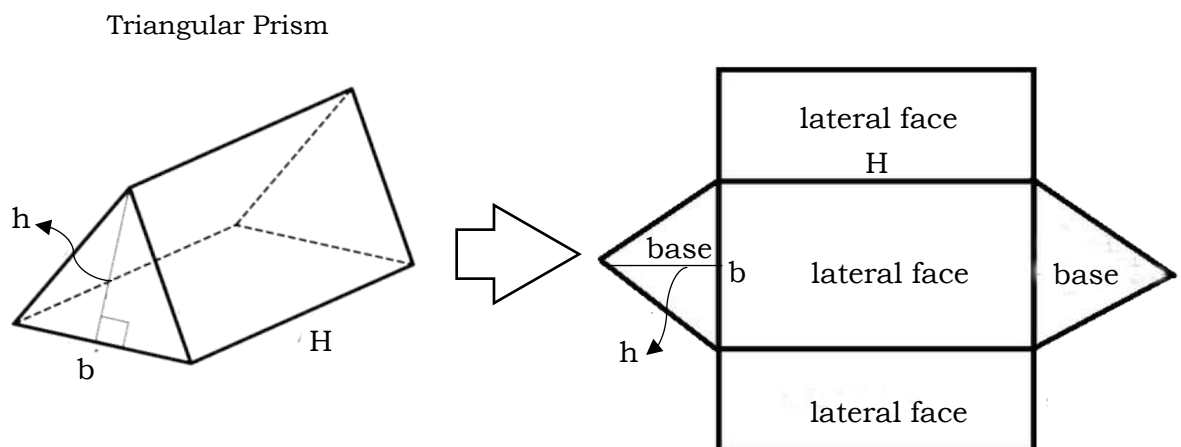 Triangular Prism
h
b
H
lateral face
H
base
b
lateral face
base
h
lateral face